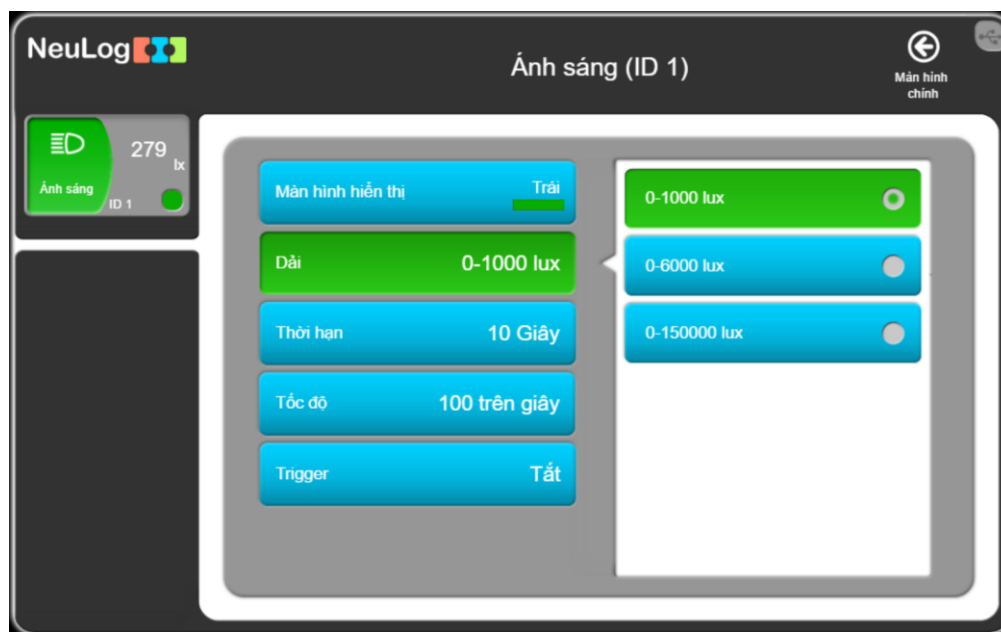 NeuLog
Ánh sáng (ID 1)
Màn hình
chính
279
lx
Ánh sáng
ID 1
Màn hình hiển thị
Trái
Dải
0-1000 lux
Thời hạn
10 Giây
Tốc độ
100 trên giây
Trigger
Tắt
0-1000 lux
0-6000 lux
0-150000 lux